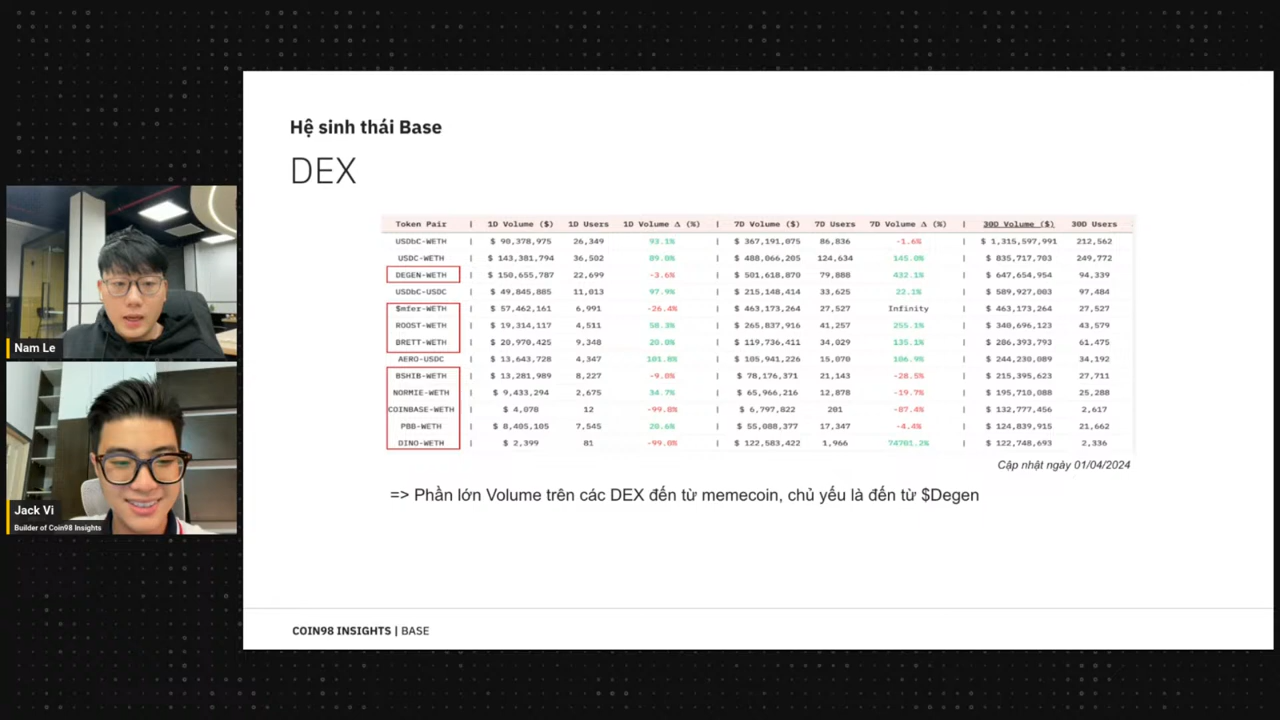 Hệ sinh thái Base
DEX
Token Pair | 1D Volume ($) 1D Users 1D Volume Δ (%) | 7D Volume ($) 7D Users 7D Volume Δ (%) | 30D Volume ($) 30D Users
USDbC-WETH | $ 90,378,975 26,349 93.1% | $ 367,191,075 86,836 -1.6% | $ 1,315,597,991 212,562
USDC-WETH | $ 143,381,794 36,502 89.0% | $ 488,066,205 124,634 145.0% | $ 835,717,703 249,772
DEGEN-WETH | $ 150,655,787 22,699 -3.6% | $ 501,618,870 79,888 432.1% | $ 647,654,954 94,339
USDbC-USDC | $ 49,845,885 11,013 97.9% | $ 215,148,414 33,625 22.1% | $ 589,927,003 97,484
$mfer-WETH | $ 57,462,161 6,991 -26.4% | $ 463,173,264 27,527 Infinity | $ 463,173,264 27,527
ROOST-WETH | $ 19,314,117 4,511 58.3% | $ 265,837,916 41,257 255.1% | $ 340,696,123 43,579
BRETT-WETH | $ 20,970,425 9,348 20.0% | $ 119,736,411 34,029 135.1% | $ 286,393,793 61,475
AERO-USDC | $ 13,643,728 4,347 101.8% | $ 105,941,226 15,070 106.9% | $ 244,230,089 34,192
BSHIB-WETH | $ 13,281,989 8,227 -9.0% | $ 78,176,371 21,143 -28.5% | $ 215,395,623 27,711
NORMIE-WETH | $ 9,433,294 2,675 34.7% | $ 65,966,216 12,878 -19.7% | $ 195,710,088 25,288
COINBASE-WETH | $ 4,078 12 -99.0% | $ 6,797,822 201 -87.4% | $ 132,777,456 2,617
PBB-WETH | $ 8,405,105 7,545 20.6% | $ 55,088,377 17,347 -4.4% | $ 124,839,915 21,662
DINO-WETH | $ 2,399 81 -99.0% | $ 122,583,422 1,966 74701.2% | $ 122,748,693 2,336
Cập nhật ngày 01/04/2024
=> Phần lớn Volume trên các DEX đến từ memecoin, chủ yếu là đến từ $Degen
COIN98 INSIGHTS | BASE
Nam Le
Jack Vi
Builder of Coin98 Insights